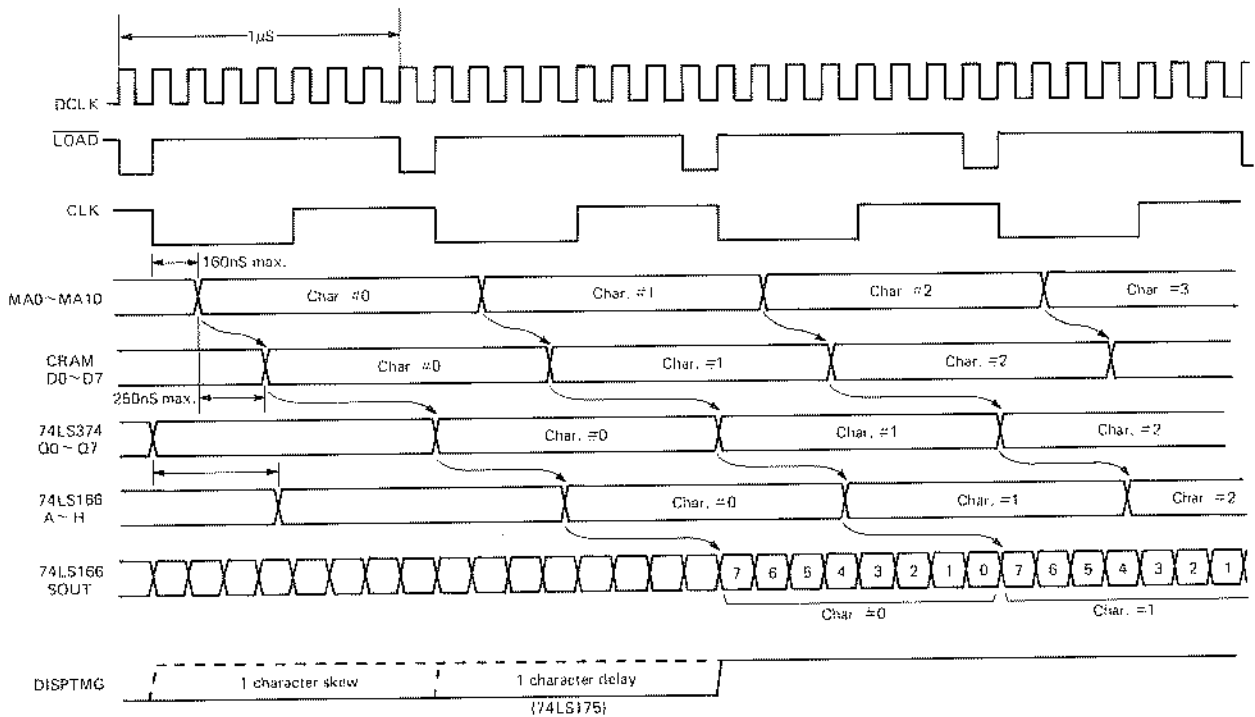 1μS
DCLK
LOAD
CLK
160nS max.
MA0~MA10 Char. #0 Char. #1 Char. #2 Char. #3
CRAM
D0~D7 Char. #0 Char. #1 Char. #2
250nS max.
74LS374
Q0~Q7 Char. #0 Char. #1 Char. #2
74LS166
A~H Char. #0 Char. #1 Char. #2
74LS166
SOUT 7 6 5 4 3 2 1 0 7 6 5 4 3 2 1
Char. #0 Char. #1
DISPTMG 1 character skew 1 character delay
(74LS175)